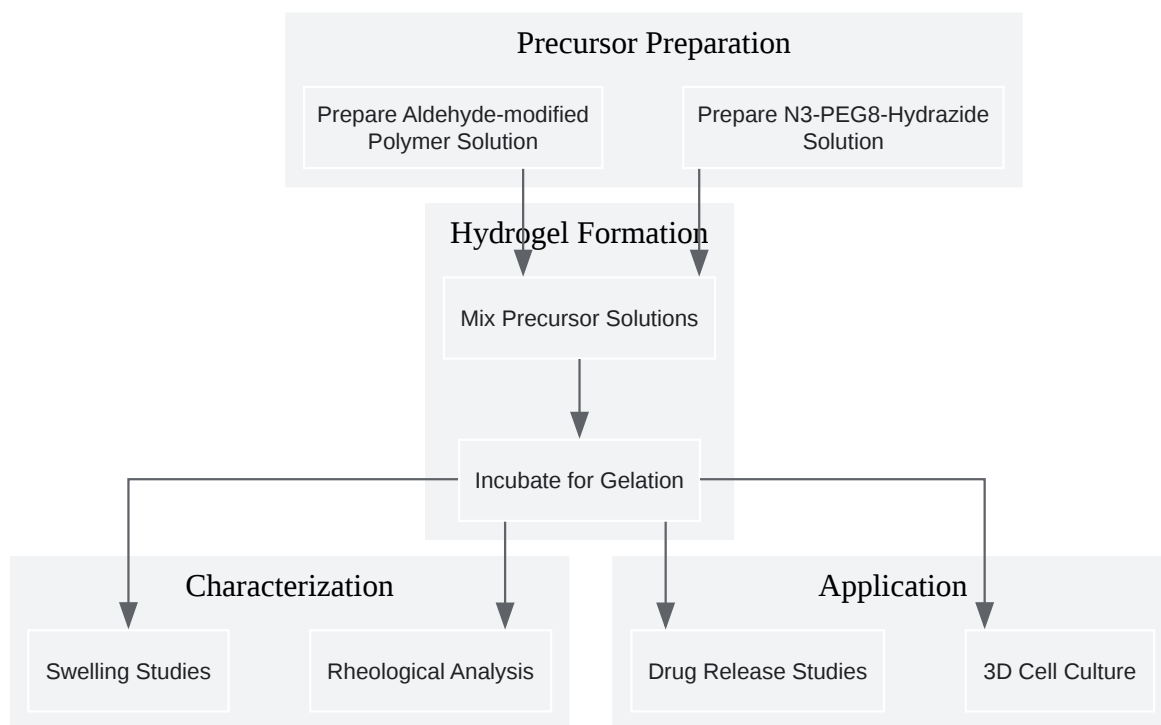 Precursor Preparation
Prepare Aldehyde-modified
Polymer Solution
Prepare N3-PEG8-Hydrazide
Solution
Hydrogel Formation
Mix Precursor Solutions
Incubate for Gelation
Characterization
Swelling Studies
Rheological Analysis
Application
Drug Release Studies
3D Cell Culture